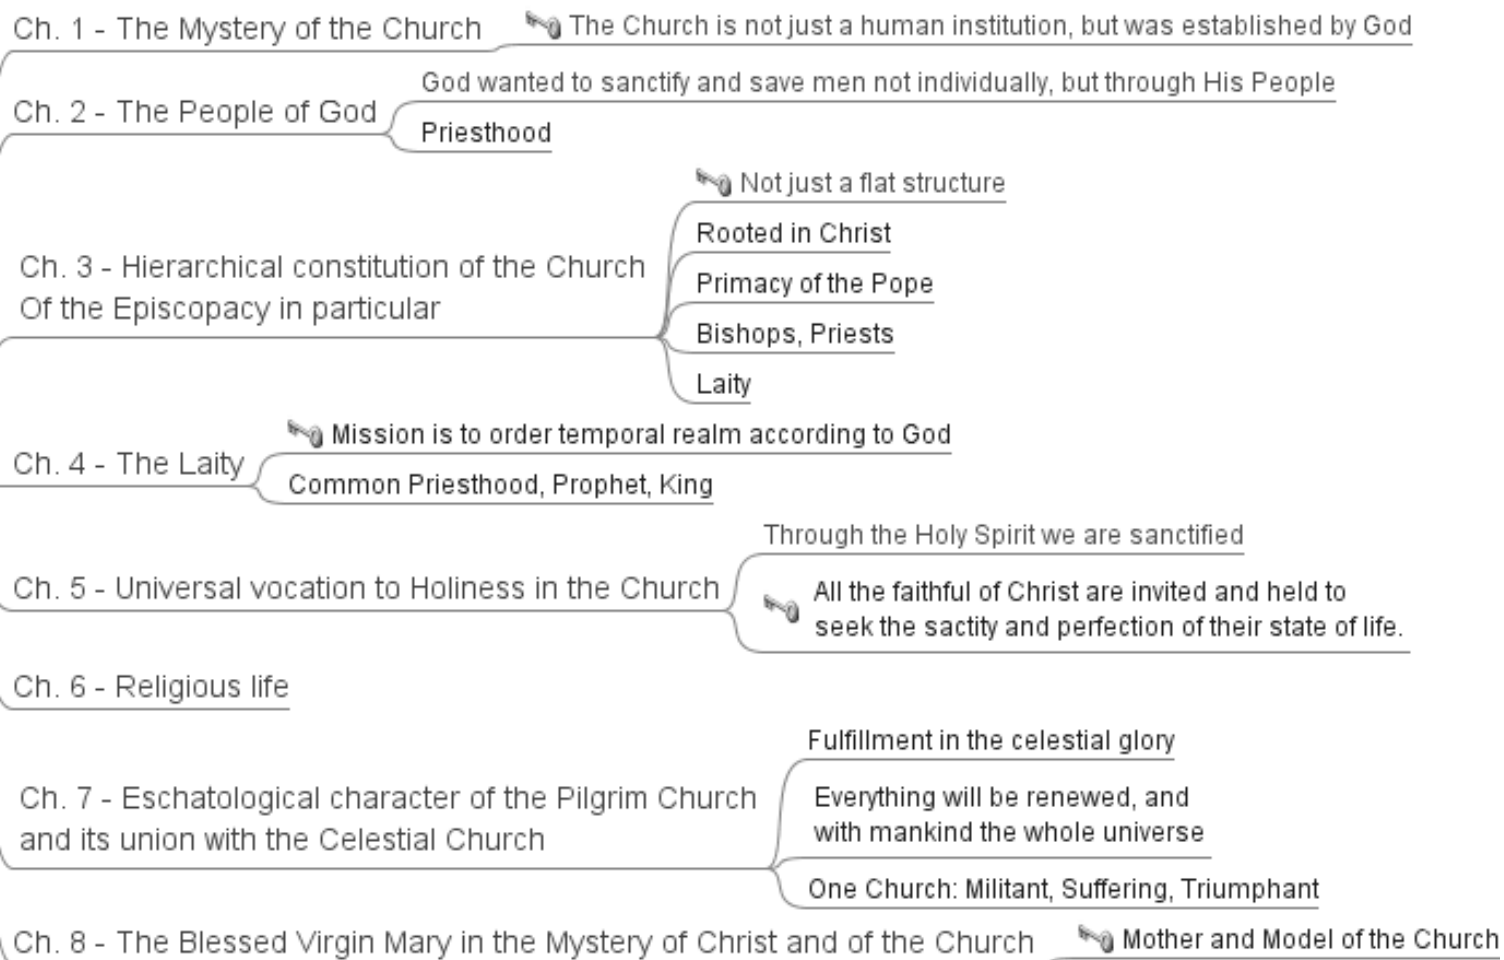 Ch. 1 - The Mystery of the Church
The Church is not just a human institution, but was established by God
Ch. 2 - The People of God
God wanted to sanctify and save men not individually, but through His People
Priesthood
Ch. 3 - Hierarchical constitution of the Church
Of the Episcopacy in particular
Not just a flat structure
Rooted in Christ
Primacy of the Pope
Bishops, Priests
Laity
Ch. 4 - The Laity
Mission is to order temporal realm according to God
Common Priesthood, Prophet, King
Ch. 5 - Universal vocation to Holiness in the Church
Through the Holy Spirit we are sanctified
All the faithful of Christ are invited and held to
seek the sactity and perfection of their state of life.
Ch. 6 - Religious life
Ch. 7 - Eschatological character of the Pilgrim Church
and its union with the Celestial Church
Fulfillment in the celestial glory
Everything will be renewed, and
with mankind the whole universe
One Church: Militant, Suffering, Triumphant
Ch. 8 - The Blessed Virgin Mary in the Mystery of Christ and of the Church
Mother and Model of the Church